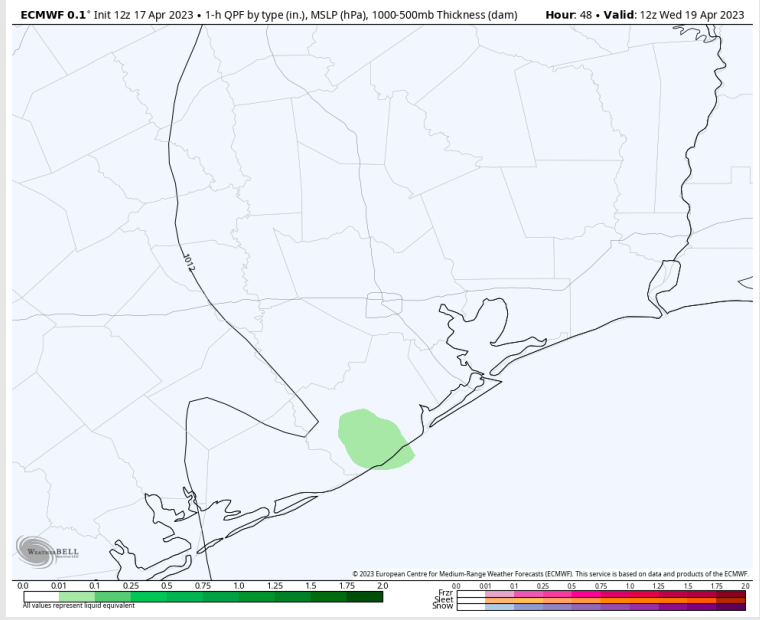 ECMWF 0.1° Init 12z 17 Apr 2023 • 1-h QPF by type (in.), MSLP (hPa), 1000-500mb Thickness (dam) Hour: 48 • Valid: 12z Wed 19 Apr 2023
1012
WEATHERBELL
© 2023 European Centre for Medium-Range Weather Forecasts (ECMWF). This service is based on data and products of the ECMWF.
0.0 0.01 0.1 0.25 0.5 0.75 1.0 1.25 1.5 1.75 2.0
All values represent liquid equivalent
0.0 0.01 0.1 0.25 0.5 0.75 1.0 1.25 1.5 1.75 2.0
Frzr
Sleet
Snow